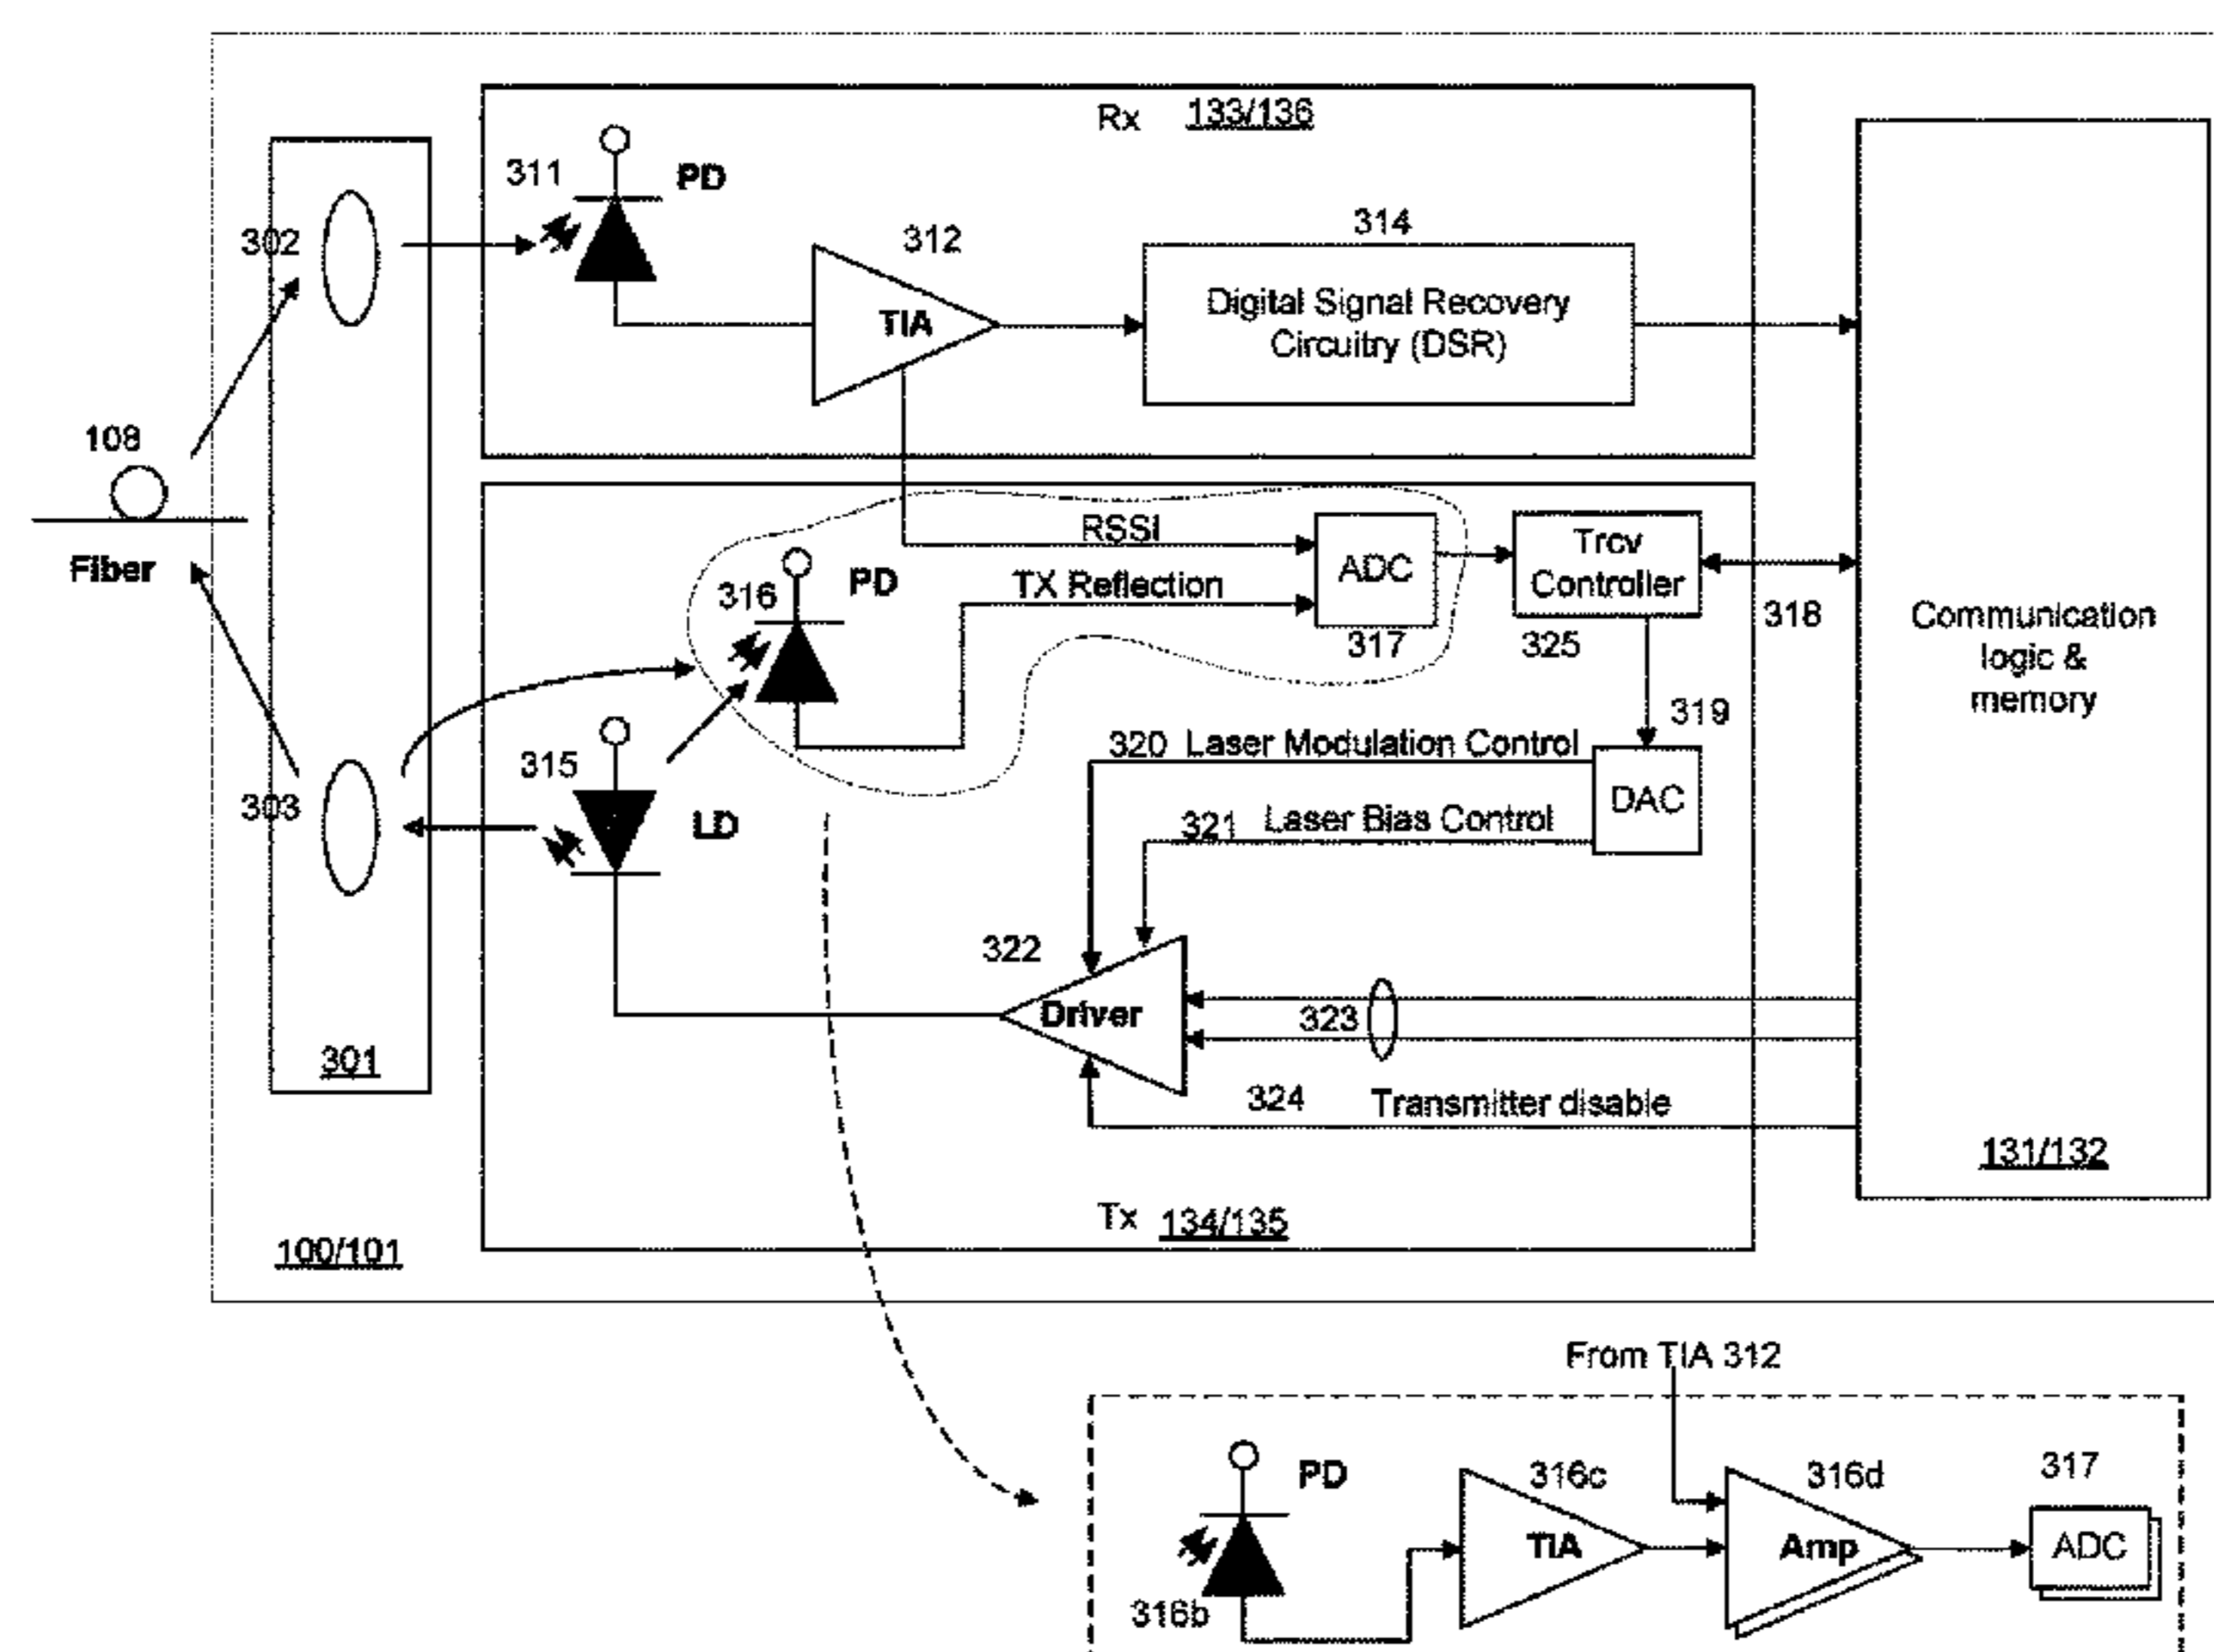 Rx 133/136
311
PD
302
312
314
TIA
Digital Signal Recovery
Circuitry (DSR)
108
Fiber
RSSI
ADC
Trcv
Controller
316
PD
TX Reflection
317
325
318
Communication
logic &
memory
319
315
320 Laser Modulation Control
303
LD
DAC
321 Laser Bias Control
322
Driver
323
301
324
Transmitter disable
131/132
Tx 134/135
100/101
From TIA 312
PD
316c
316d
317
TIA
Amp
ADC
316b